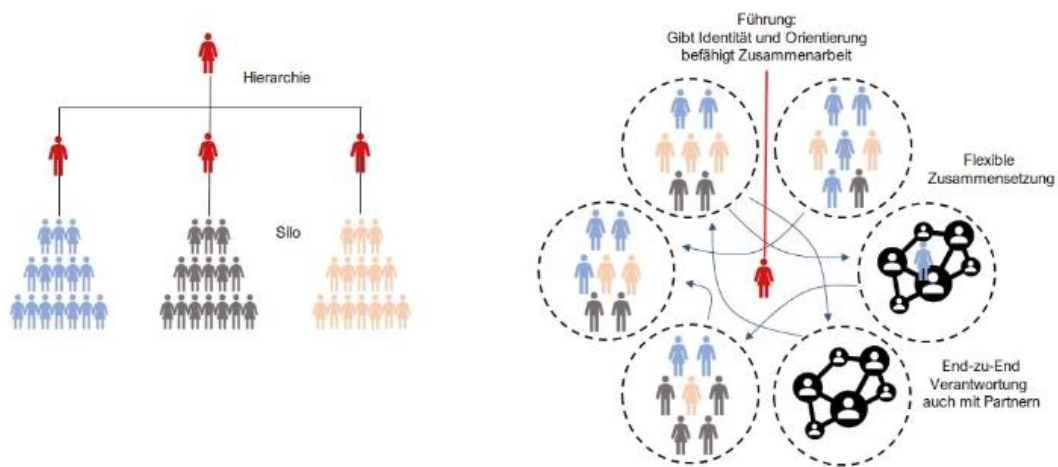 Hierarchie
Silo
Führung:
Gibt Identität und Orientierung
befähigt Zusammenarbeit
Flexible
Zusammensetzung
End-zu-End
Verantwortung
auch mit Partnern